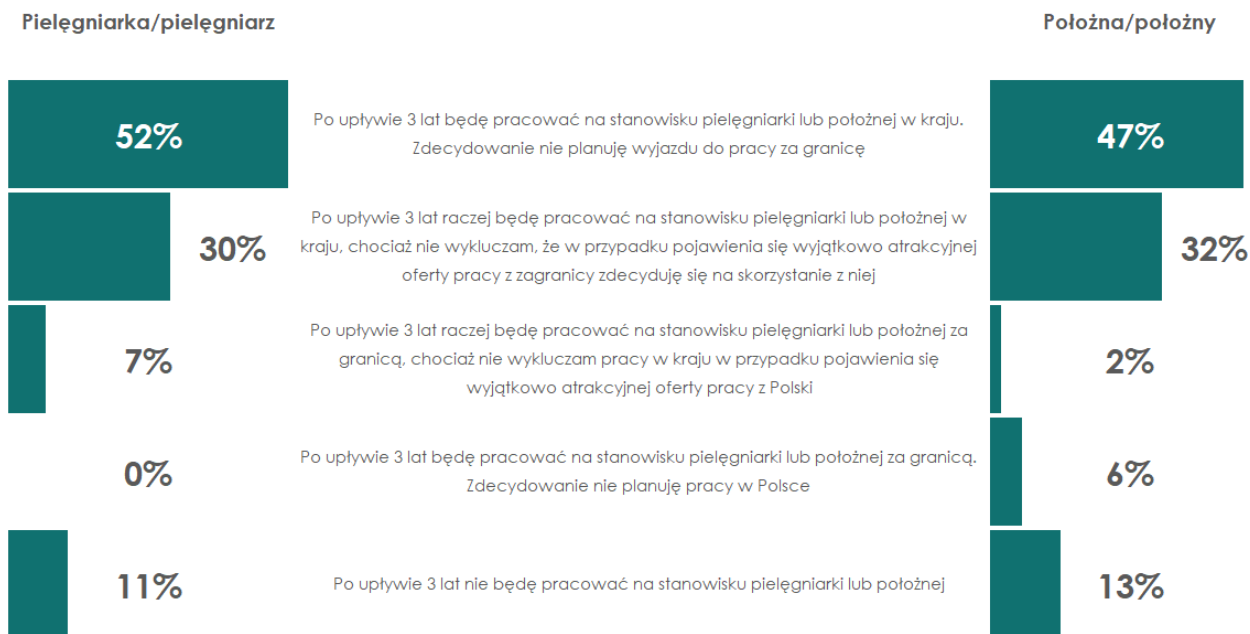 Pielęgniarka/pielęgniarz
Położna/położny
52%
Po upływie 3 lat będę pracować na stanowisku pielęgniarki lub położnej w kraju.
Zdecydowanie nie planuję wyjazdu do pracy za granicę
47%
30%
Po upływie 3 lat raczej będę pracować na stanowisku pielęgniarki lub położnej w
kraju, chociaż nie wykluczam, że w przypadku pojawienia się wyjątkowo atrakcyjnej
oferty pracy z zagranicy zdecyduję się na skorzystanie z niej
32%
7%
Po upływie 3 lat raczej będę pracować na stanowisku pielęgniarki lub położnej za
granicą, chociaż nie wykluczam pracy w kraju w przypadku pojawienia się
wyjątkowo atrakcyjnej oferty pracy z Polski
2%
0%
Po upływie 3 lat będę pracować na stanowisku pielęgniarki lub położnej za granicą.
Zdecydowanie nie planuję pracy w Polsce
6%
11%
Po upływie 3 lat nie będę pracować na stanowisku pielęgniarki lub położnej
13%